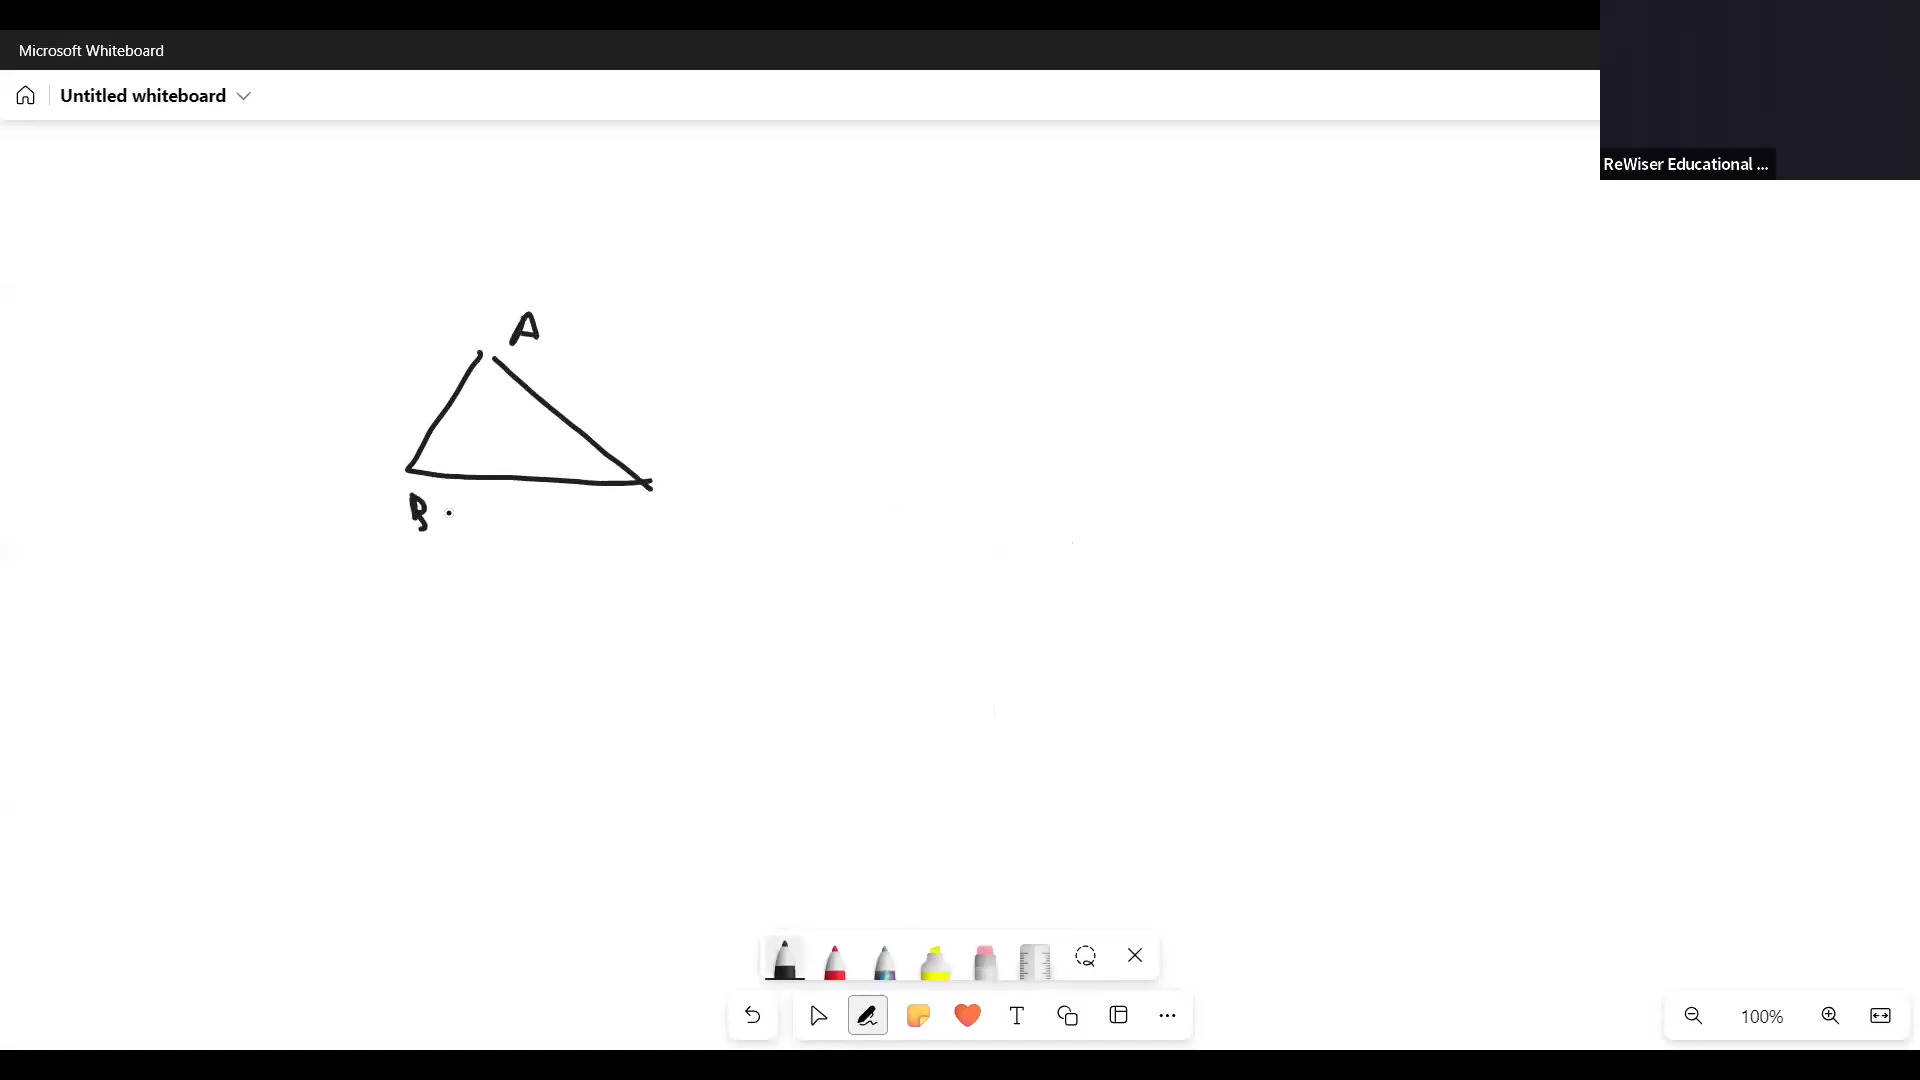 Microsoft Whiteboard
Untitled whiteboard
ReWiser Educational ...
A
B
100%